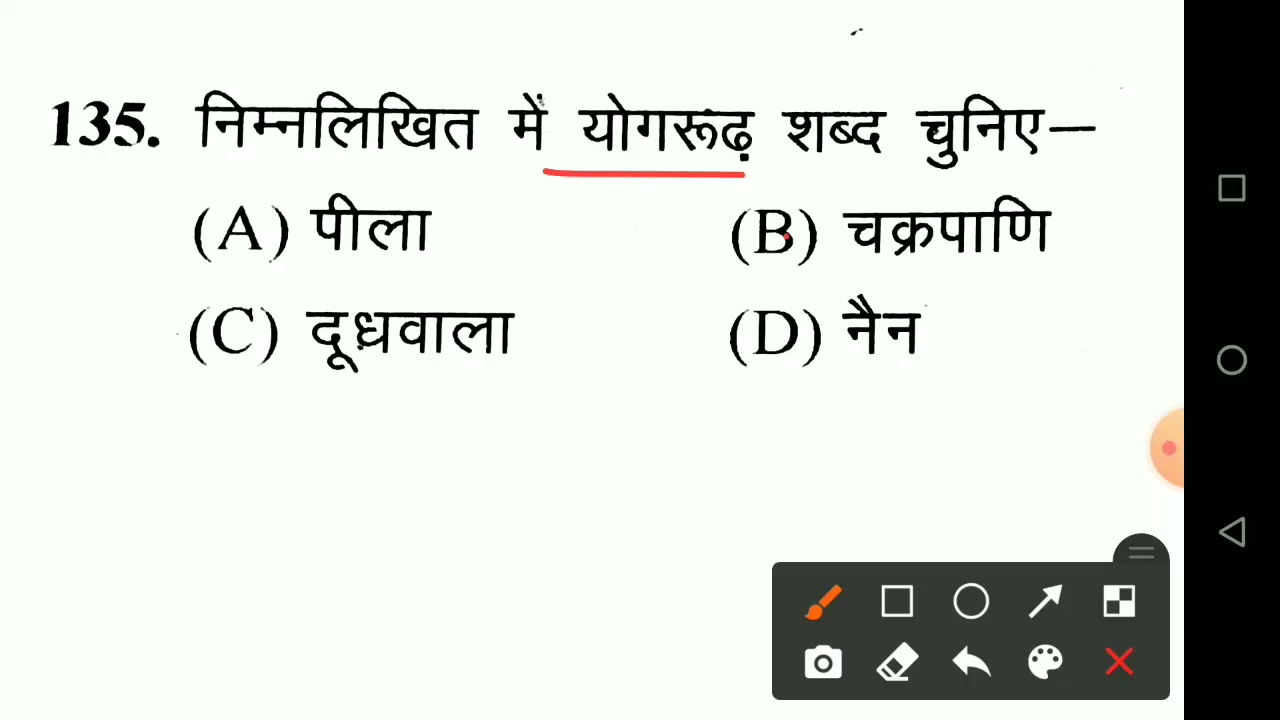 135. निम्नलिखित में योगरूढ़ शब्द चुनिए—
(A) पीला (B) चक्रपाणि
(C) दूधवाला (D) नैन